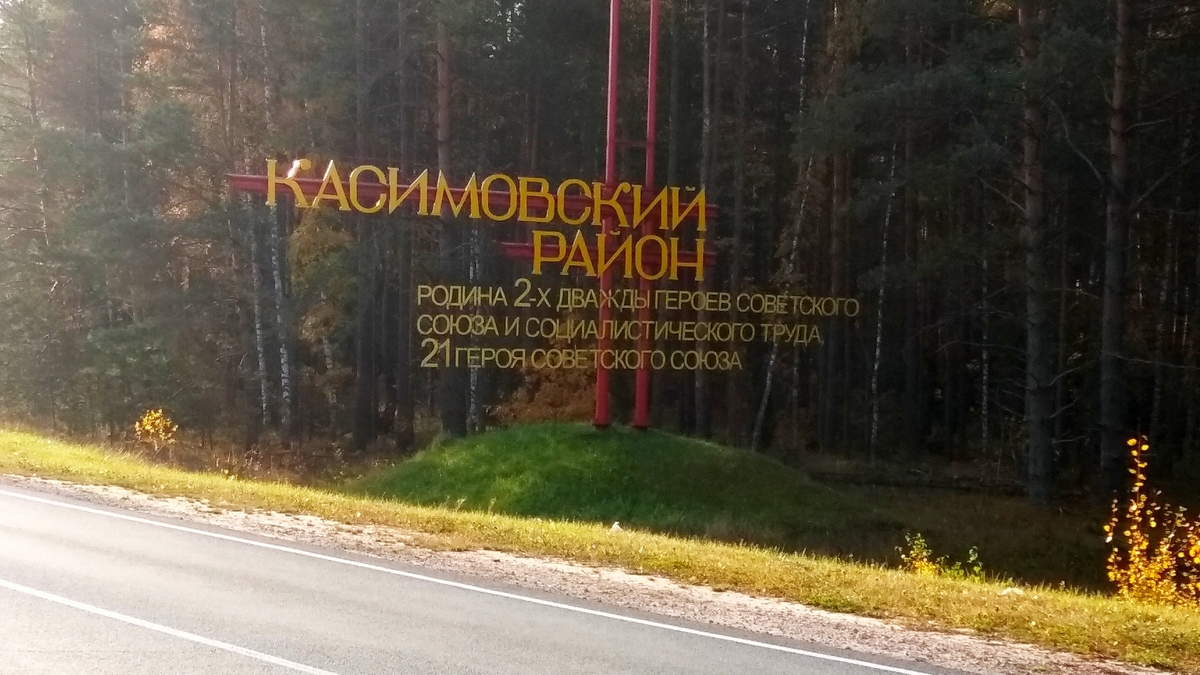 КАСИМОВСКИЙ
РАЙОН
РОДИНА 2-Х ДВАЖДЫ ГЕРОЕВ СОВЕТСКОГО
СОЮЗА И СОЦИАЛИСТИЧЕСКОГО ТРУДА,
21 ГЕРОЯ СОВЕТСКОГО СОЮЗА